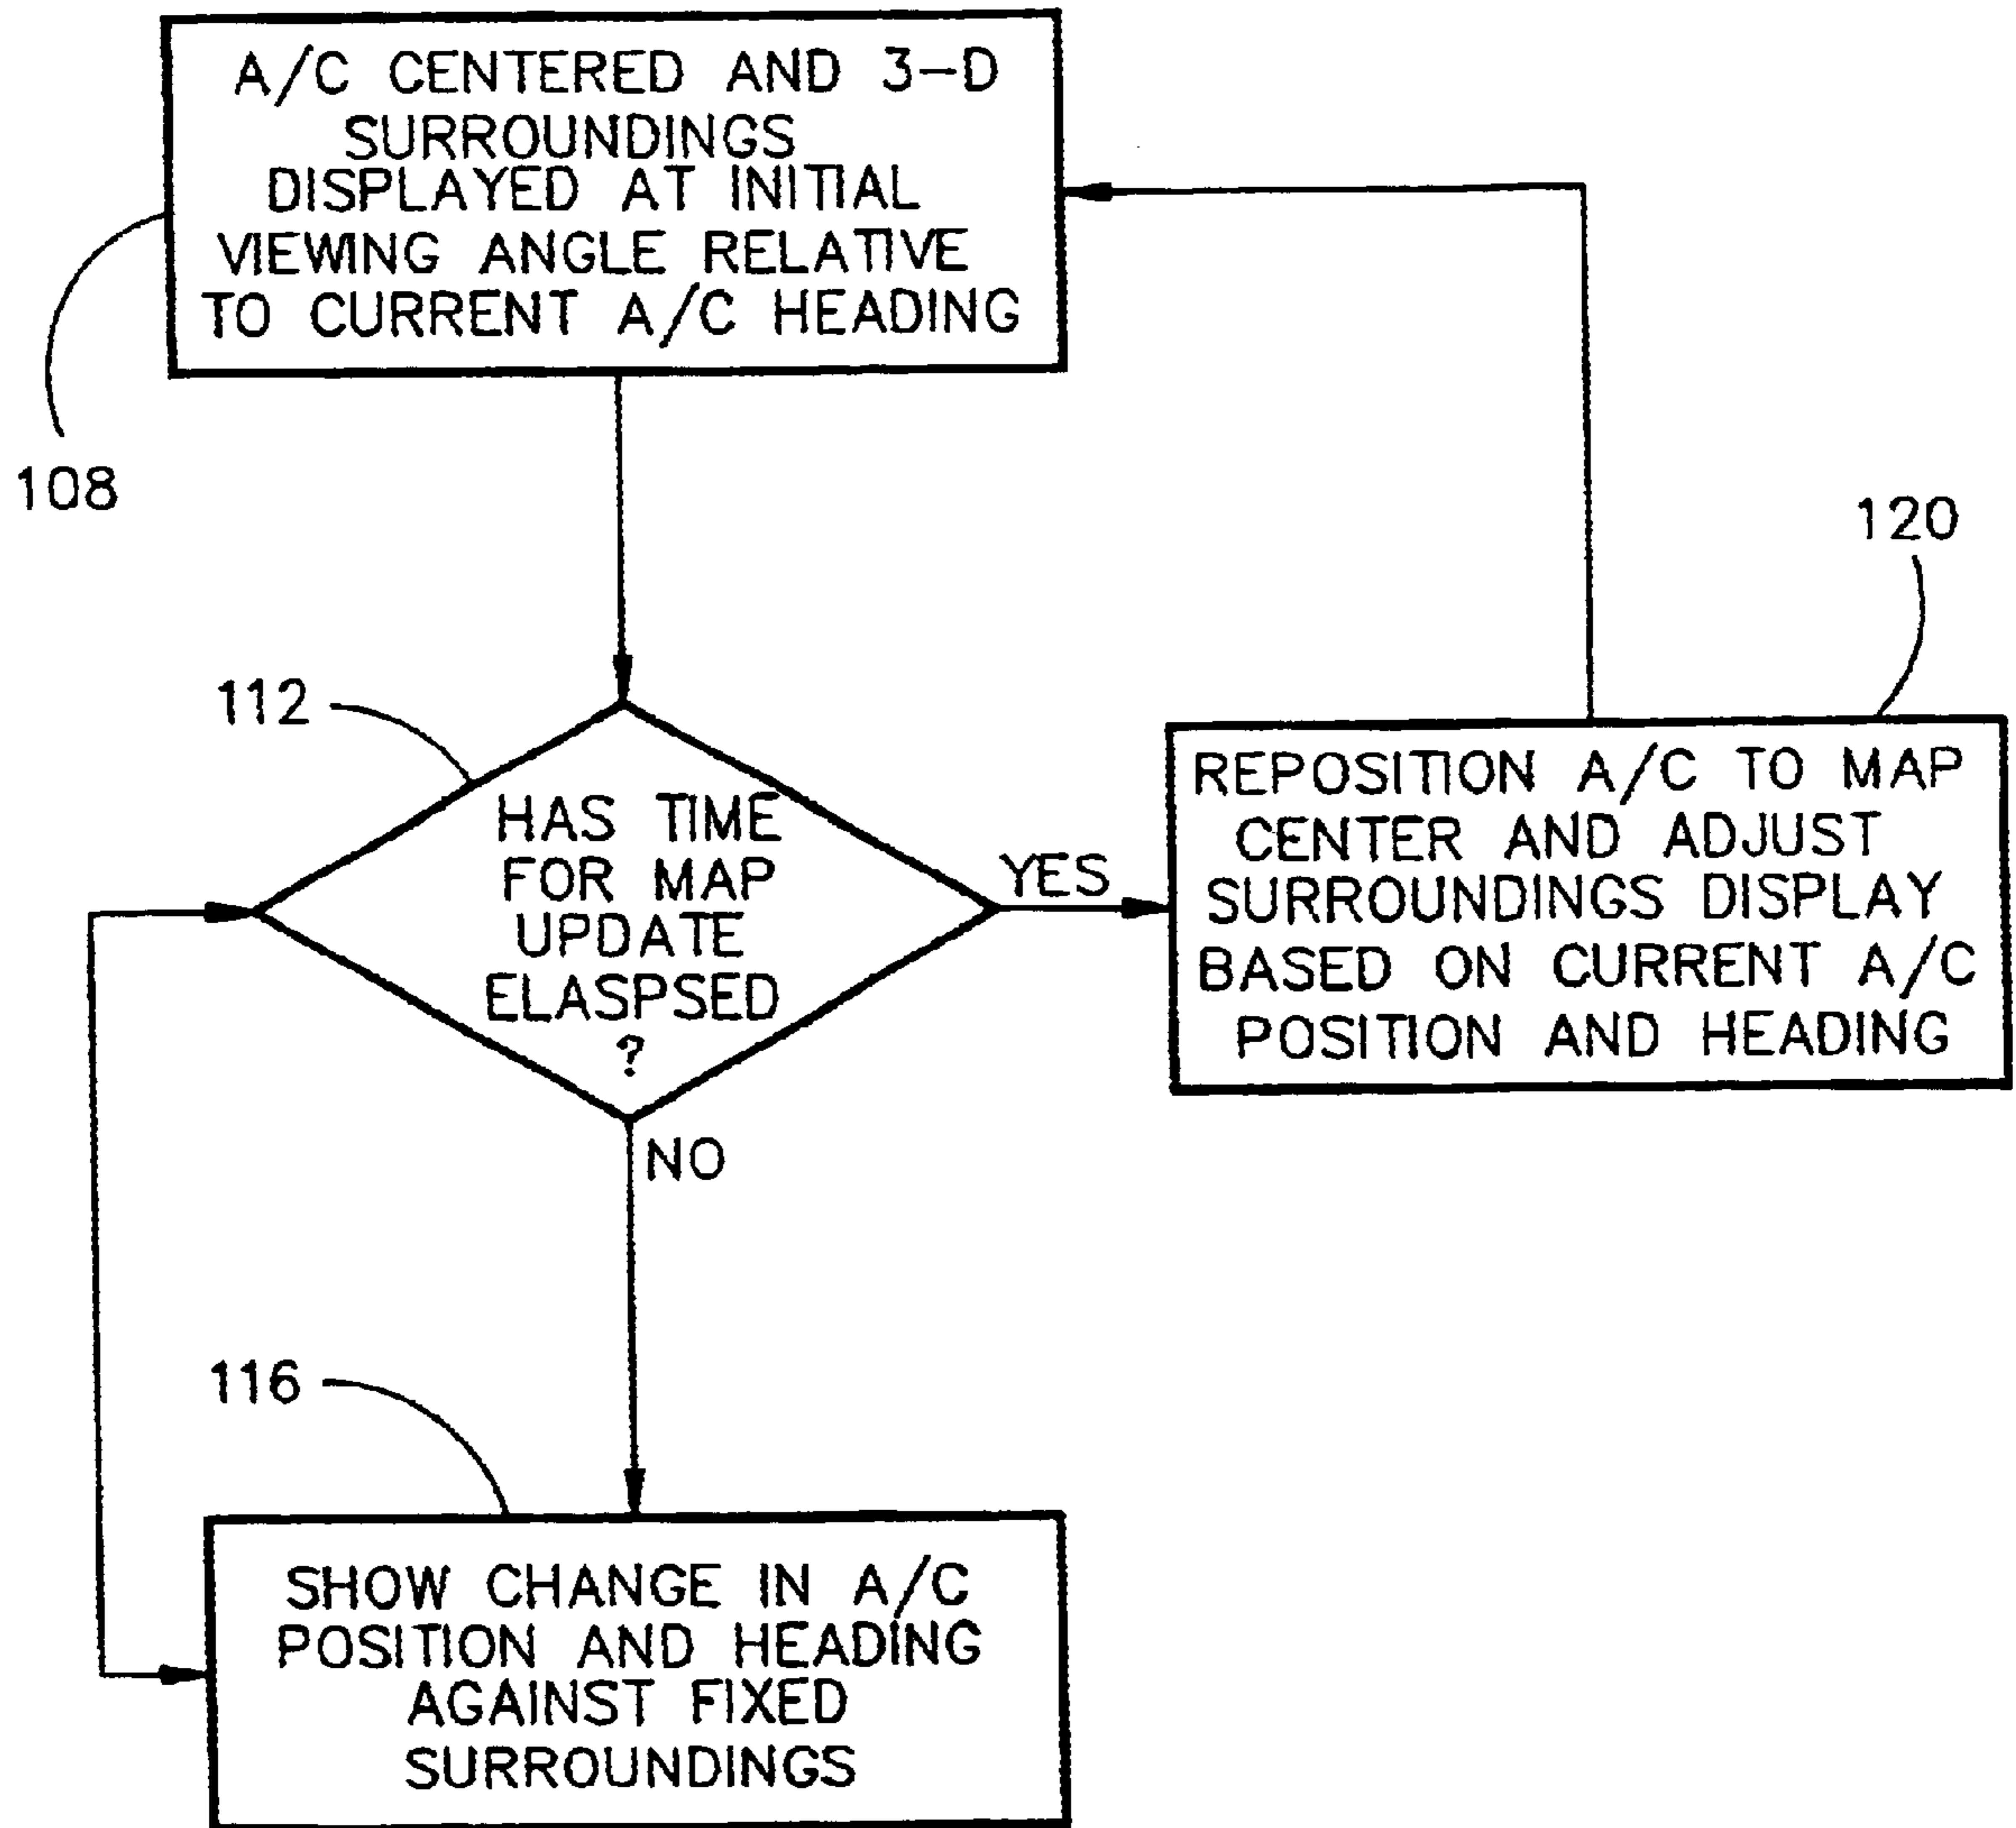 A/C CENTERED AND 3-D
SURROUNDINGS
DISPLAYED AT INITIAL
VIEWING ANGLE RELATIVE
TO CURRENT A/C HEADING
108
120
112
HAS TIME
FOR MAP
UPDATE
ELASPSED
?
YES
NO
REPOSITION A/C TO MAP
CENTER AND ADJUST
SURROUNDINGS DISPLAY
BASED ON CURRENT A/C
POSITION AND HEADING
116
SHOW CHANGE IN A/C
POSITION AND HEADING
AGAINST FIXED
SURROUNDINGS